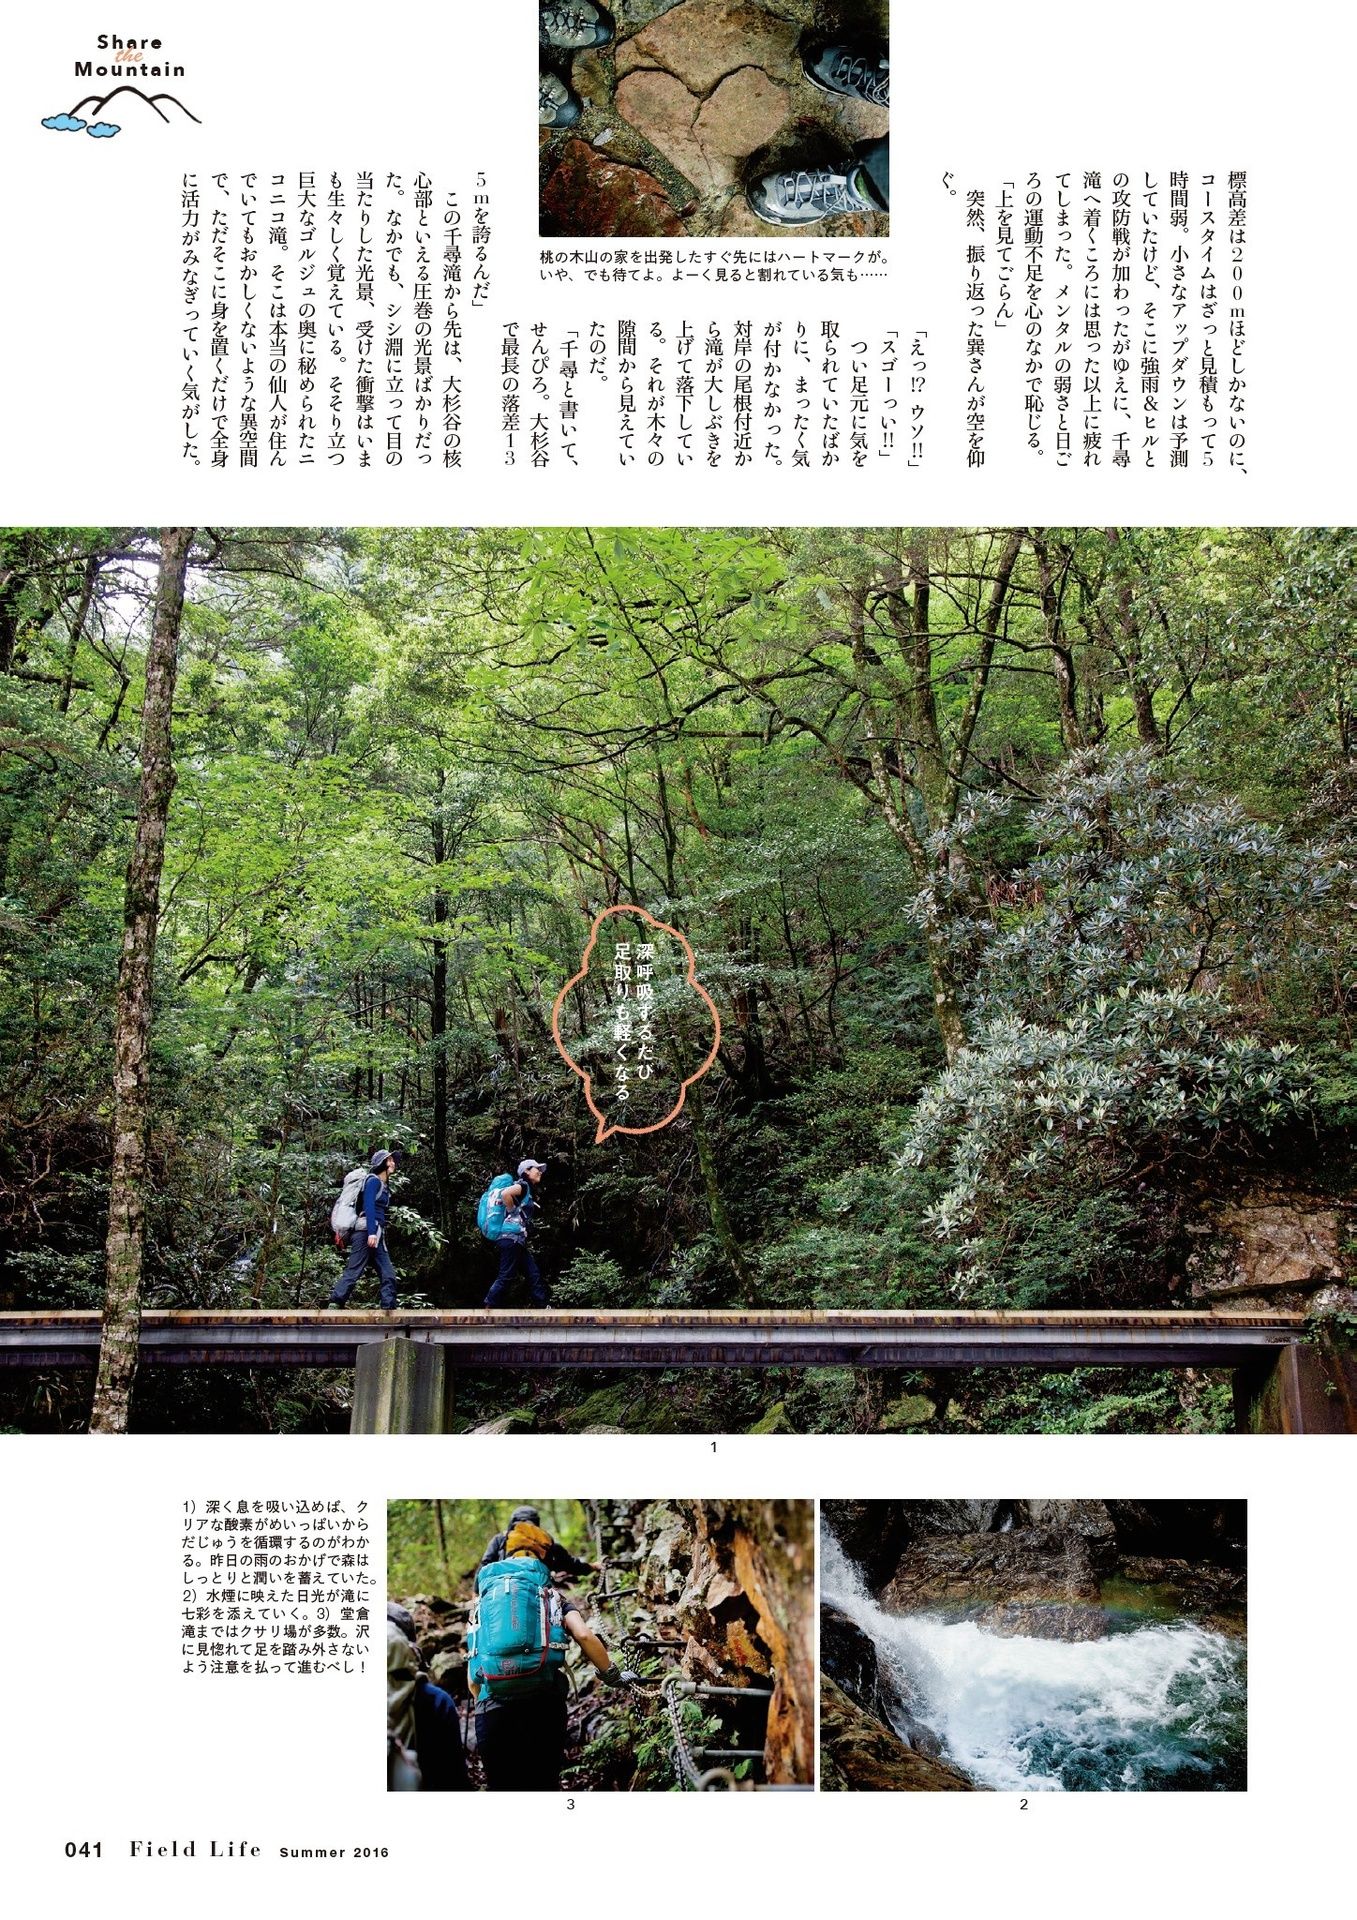 Share
the
Mountain
標高差は200mほどしかないのに、
コースタイムはざっと見積もって5
時間弱。小さなアップダウンは予測
していたけど、そこに強雨＆ヒルと
の攻防戦が加わったがゆえに、千尋
滝へ着くころには思った以上に疲れ
てしまった。メンタルの弱さと日ご
ろの運動不足を心のなかで恥じる。
「上を見てごらん」
突然、振り返った巽さんが空を仰
ぐ。
桃の木山の家を出発したすぐ先にはハートマークが。
いや、でも待てよ。よーく見ると割れている気も……
「えっ!? ウソ!!」
「スゴーっい!!」
つい足元に気を
取られていたばか
りに、まったく気
が付かなかった。
対岸の尾根付近か
ら滝が大しぶきを
上げて落下してい
る。それが木々の
隙間から見えてい
たのだ。
「千尋と書いて、
せんぴろ。大杉谷
で最長の落差13
5mを誇るんだ」
この千尋滝から先は、大杉谷の核
心部といえる圧巻の光景ばかりだっ
た。なかでも、シシ淵に立って目の
当たりした光景、受けた衝撃はいま
も生々しく覚えている。そそり立つ
巨大なゴルジュの奥に秘められたニ
コニコ滝。そこは本当の仙人が住ん
でいてもおかしくないような異空間
で、ただそこに身を置くだけで全身
に活力がみなぎっていく気がした。
深呼吸するたび
足取りも軽くなる
1
1）深く息を吸い込めば、ク
リアな酸素がめいっぱいから
だじゅうを循環するのがわか
る。昨日の雨のおかげで森は
しっとりと潤いを蓄えていた。
2）水煙に映えた日光が滝に
七彩を添えていく。3）堂倉
滝まではクサリ場が多数。沢
に見惚れて足を踏み外さない
よう注意を払って進むべし！
3
2
041 Field Life Summer 2016